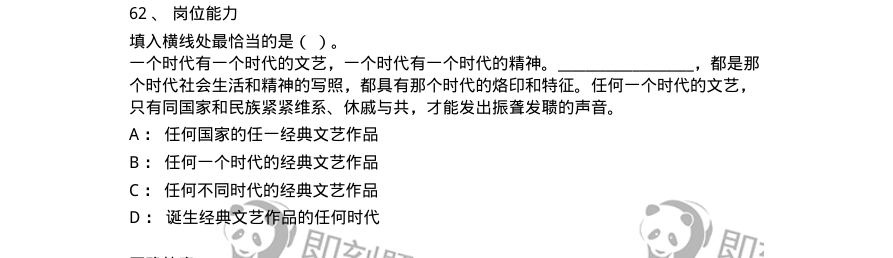 62 、 岗位能力
填入横线处最恰当的是（ ）。
一个时代有一个时代的文艺，一个时代有一个时代的精神。________________，都是那
个时代社会生活和精神的写照，都具有那个时代的烙印和特征。任何一个时代的文艺，
只有同国家和民族紧紧维系、休戚与共，才能发出振聋发聩的声音。
A ： 任何国家的任一经典文艺作品
B ： 任何一个时代的经典文艺作品
C ： 任何不同时代的经典文艺作品
D ： 诞生经典文艺作品的任何时代